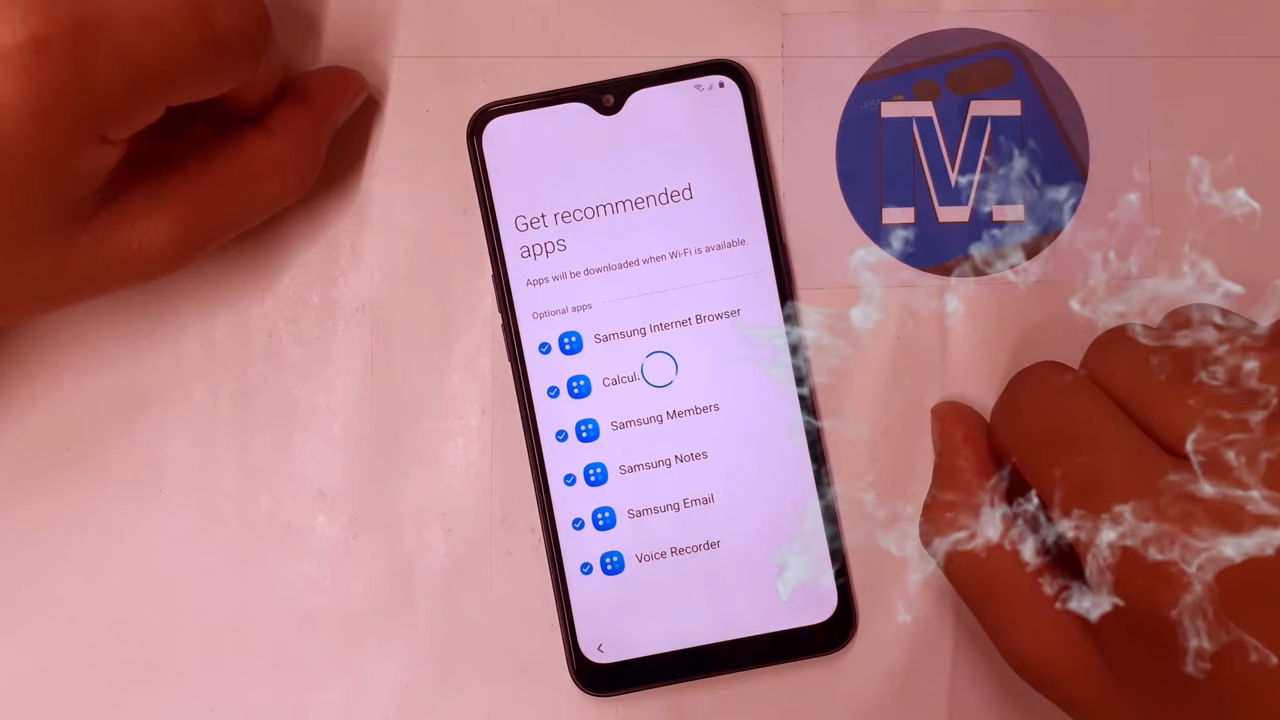 M
Get recommended
apps
Apps will be downloaded when Wi-Fi is available.
Optional apps
Samsung Internet Browser
Samsung Members
Samsung Notes
Samsung Email
Voice Recorder